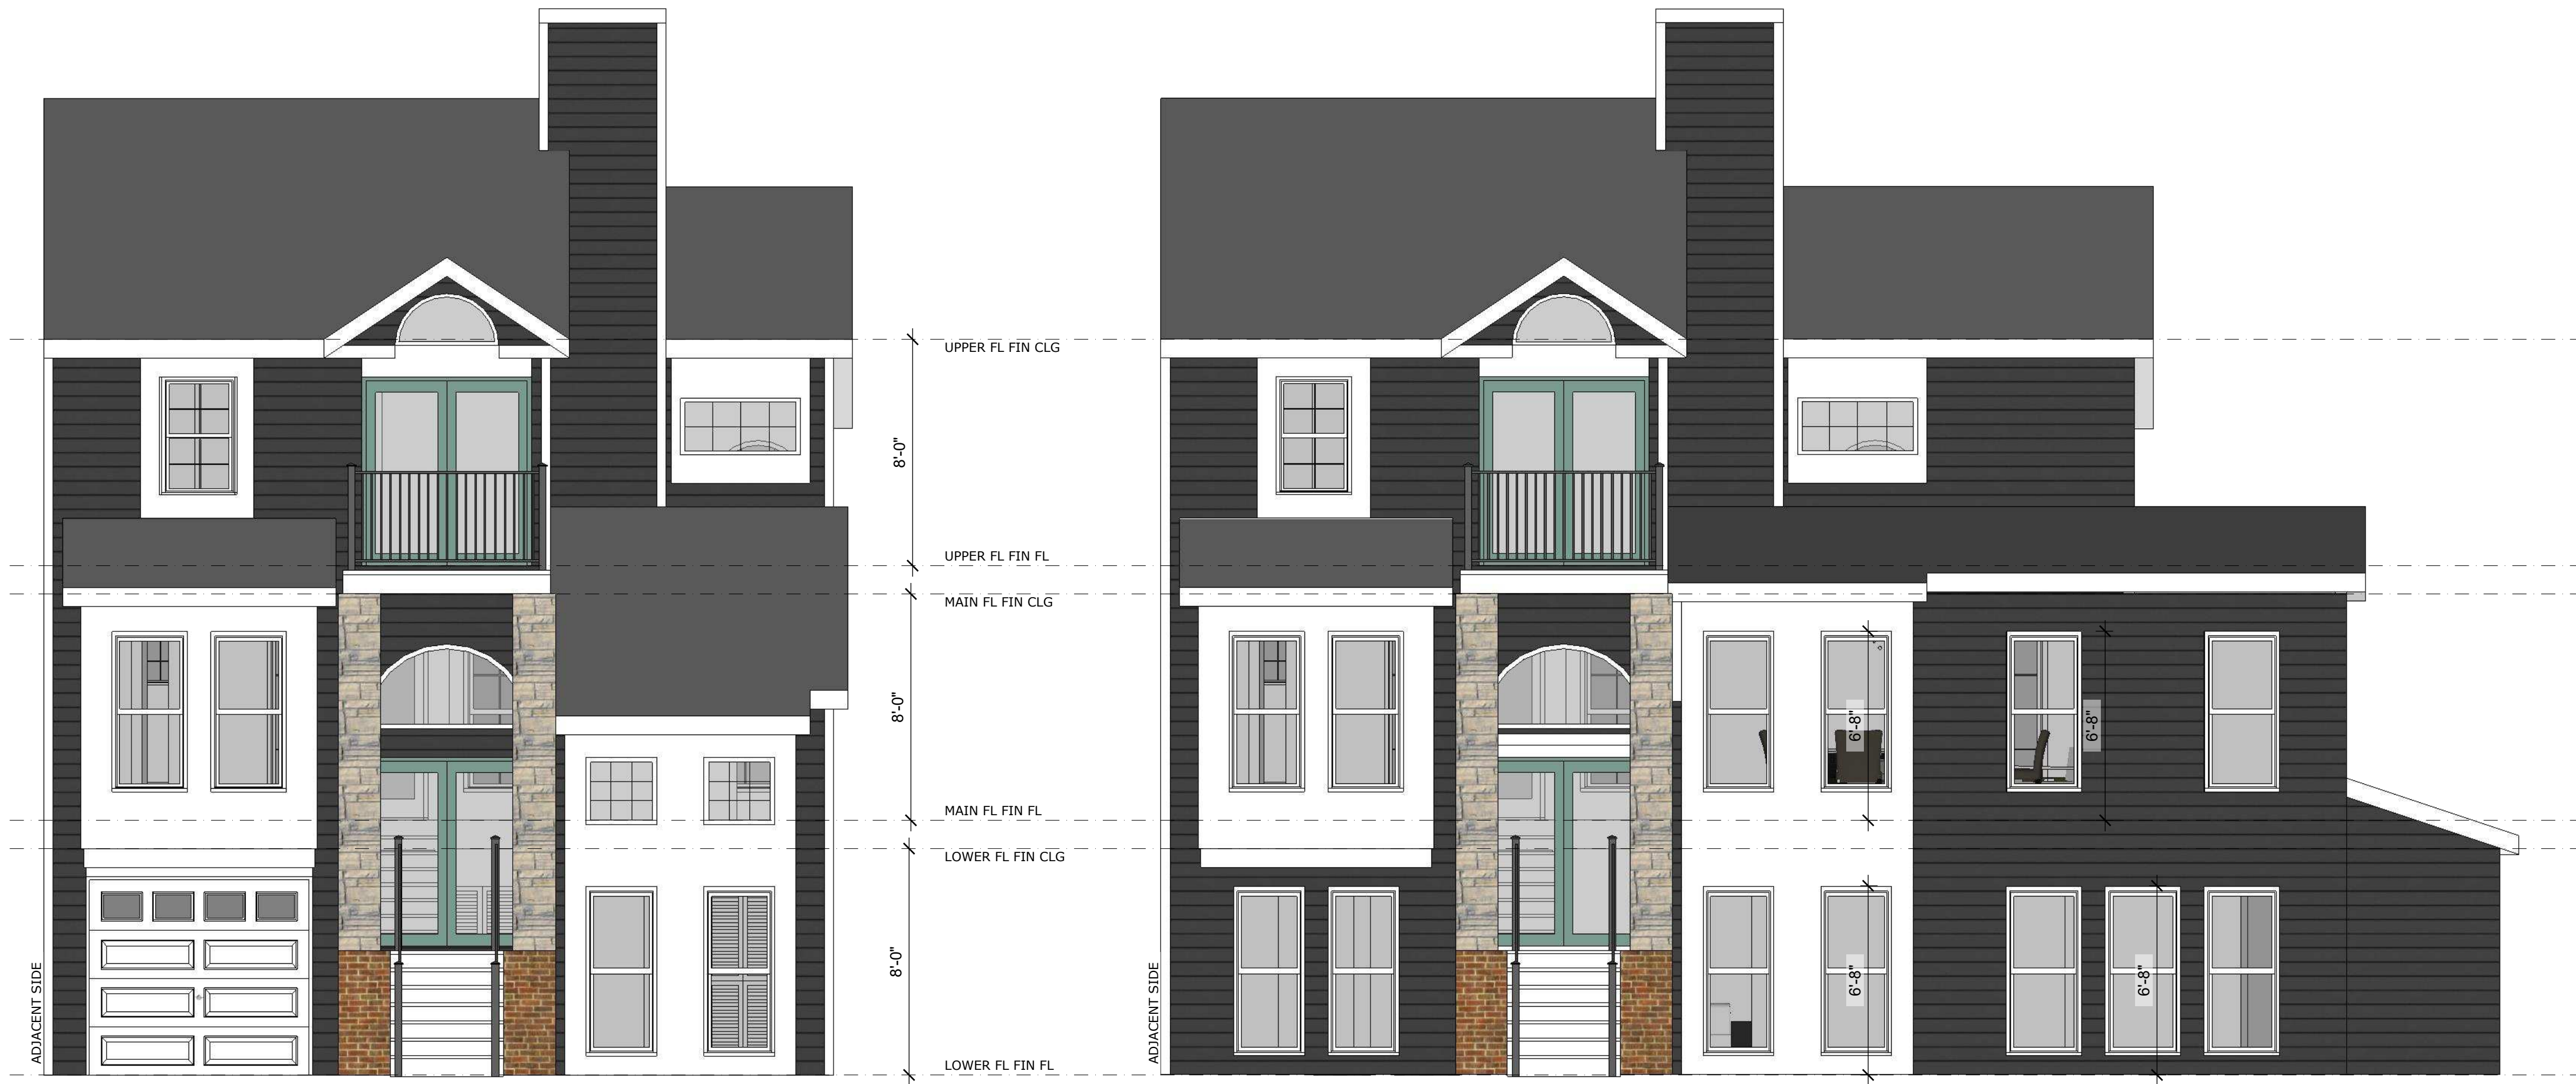 UPPER FL FIN CLG
8'-0"
UPPER FL FIN FL
MAIN FL FIN CLG
8'-0"
6'-8"
6'-8"
MAIN FL FIN FL
LOWER FL FIN CLG
8'-0"
6'-8"
6'-8"
ADJACENT SIDE
ADJACENT SIDE
LOWER FL FIN FL